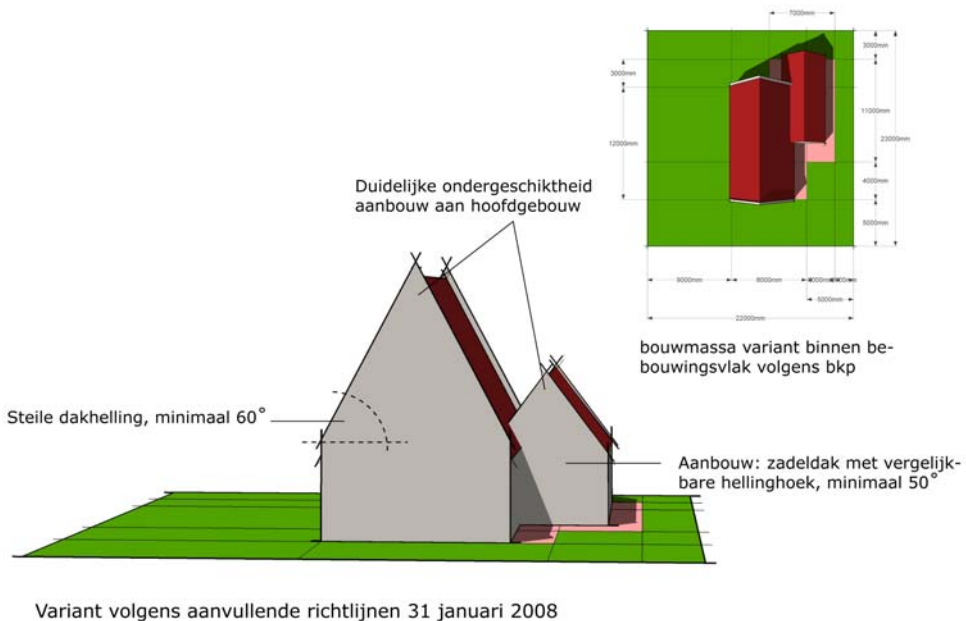 7000mm
3000mm
3000mm
11000mm
23000mm
12000mm
4000mm
5000mm
9000mm
8000mm
5000mm
22000mm
Duidelijke ondergeschiktheid
aanbouw aan hoofdgebouw
bouwmassa variant binnen be-
bouwingsvlak volgens bkp
Steile dakhelling, minimaal 60°
Aanbouw: zadeldak met vergelijk-
bare hellinghoek, minimaal 50°
Variant volgens aanvullende richtlijnen 31 januari 2008